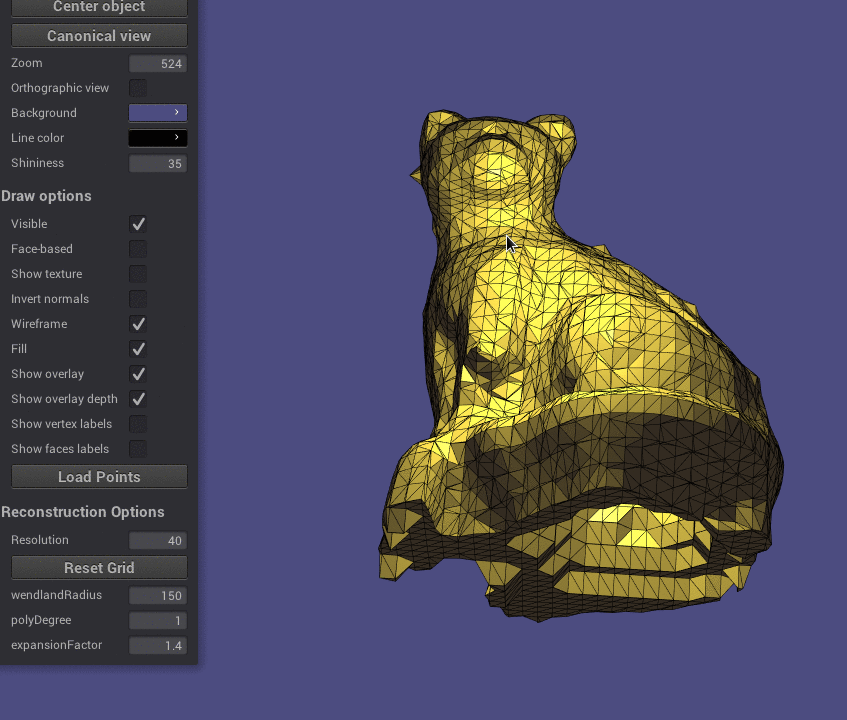 Center object
Canonical view
Zoom 524
Orthographic view
Background
Line color
Shininess 35
Draw options
Visible
Face-based
Show texture
Invert normals
Wireframe
Fill
Show overlay
Show overlay depth
Show vertex labels
Show faces labels
Load Points
Reconstruction Options
Resolution 40
Reset Grid
wendlandRadius 150
polyDegree 1
expansionFactor 1.4